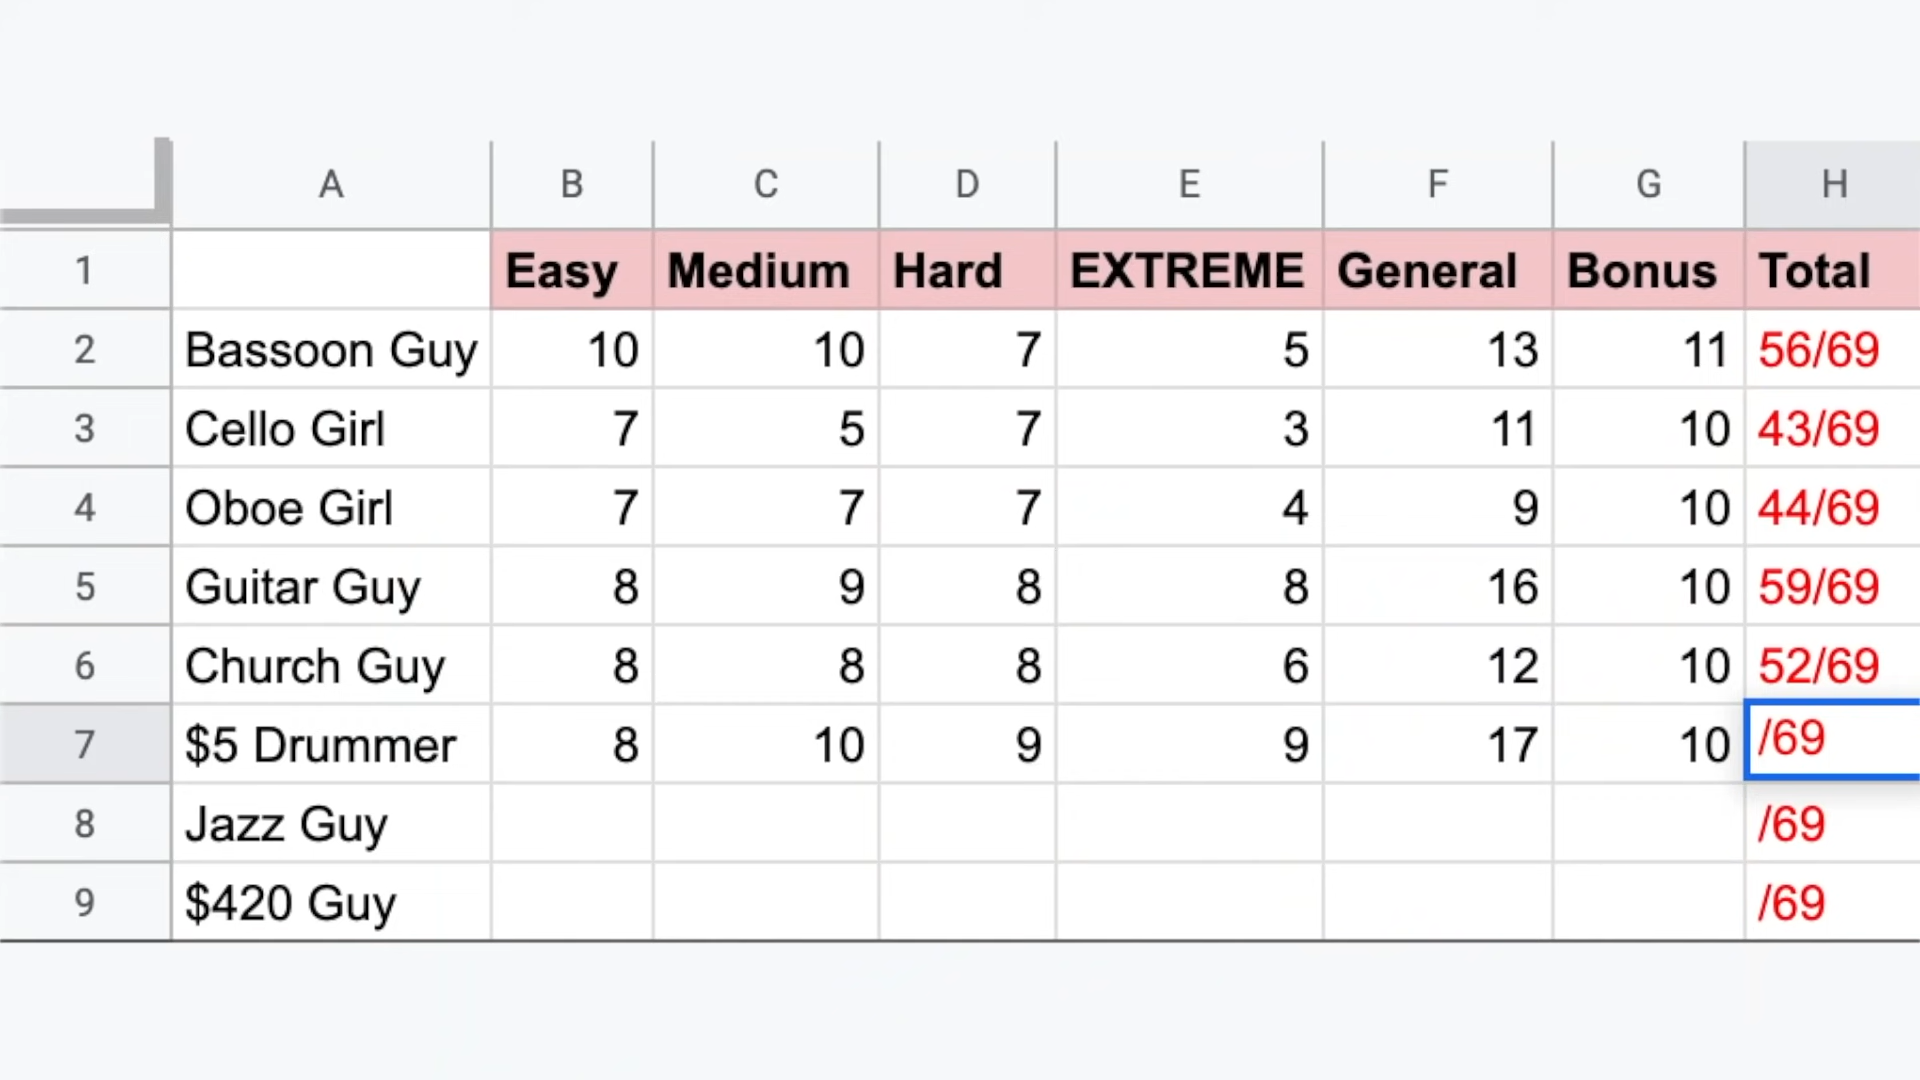 A B C D E F G H
1 Easy Medium Hard EXTREME General Bonus Total
2 Bassoon Guy 10 10 7 5 13 11 56/69
3 Cello Girl 7 5 7 3 11 10 43/69
4 Oboe Girl 7 7 7 4 9 10 44/69
5 Guitar Guy 8 9 8 8 16 10 59/69
6 Church Guy 8 8 8 6 12 10 52/69
7 $5 Drummer 8 10 9 9 17 10 /69
8 Jazz Guy /69
9 $420 Guy /69